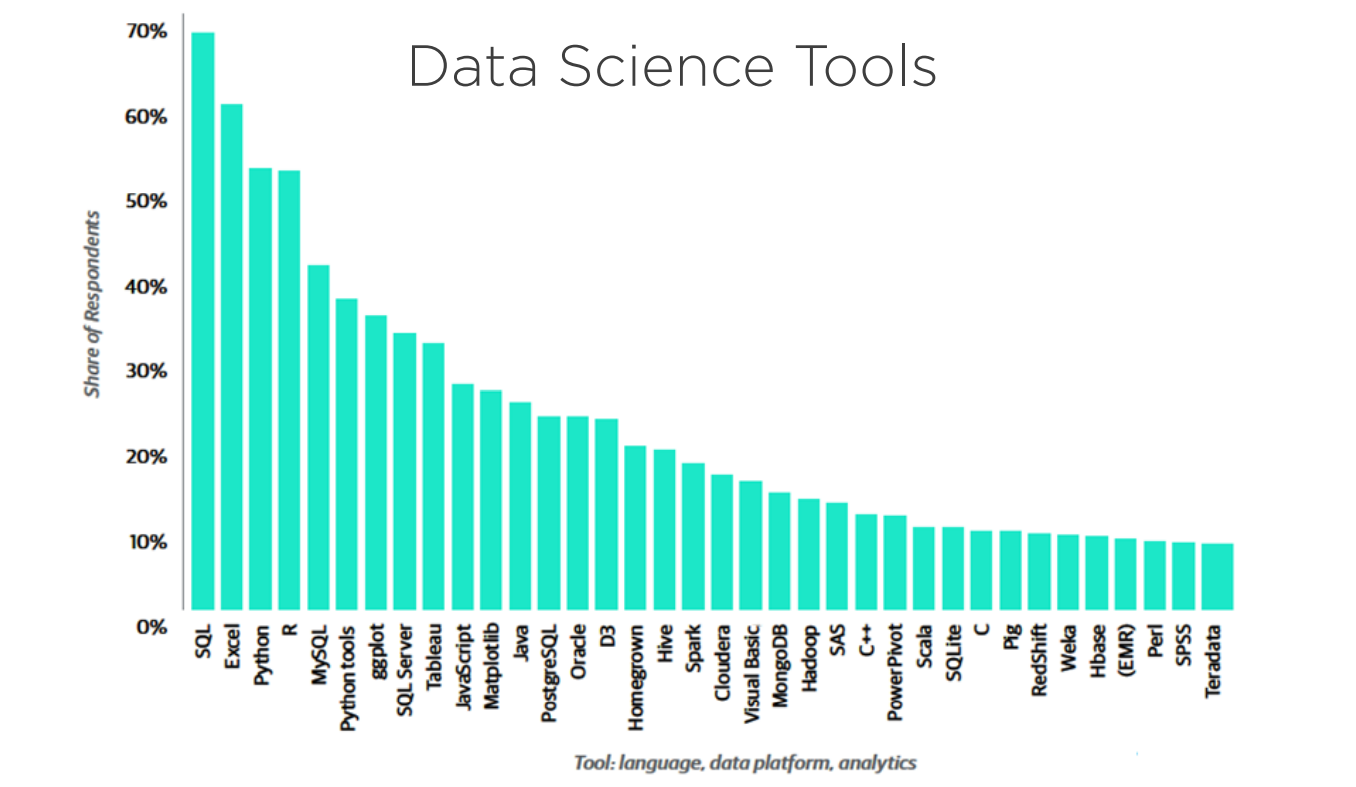 Data Science Tools
70%
60%
50%
40%
30%
20%
10%
0%
Share of Respondents
SQL
Excel
Python
R
MySQL
Python tools
ggplot
SQL Server
Tableau
JavaScript
Matplotlib
Java
PostgreSQL
Oracle
D3
Homegrown
Hive
Spark
Cloudera
Visual Basic
MongoDB
Hadoop
SAS
C++
PowerPivot
Scala
SQLite
C
Pig
RedShift
Weka
Hbase
(EMR)
Perl
SPSS
Teradata
Tool: language, data platform, analytics